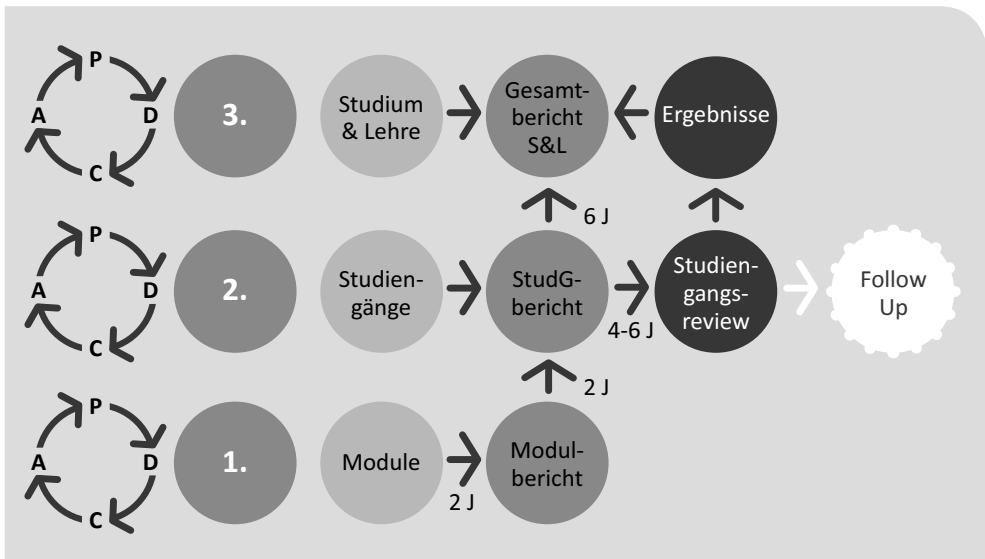 P
A
D
C
3.
Studium
& Lehre
Gesamt-
bericht
S&L
Ergebnisse
6 J
P
A
D
C
2.
Studien-
gänge
StudG-
bericht
4-6 J
Studien-
gangs-
review
Follow
Up
2 J
P
A
D
C
1.
Module
2 J
Modul-
bericht